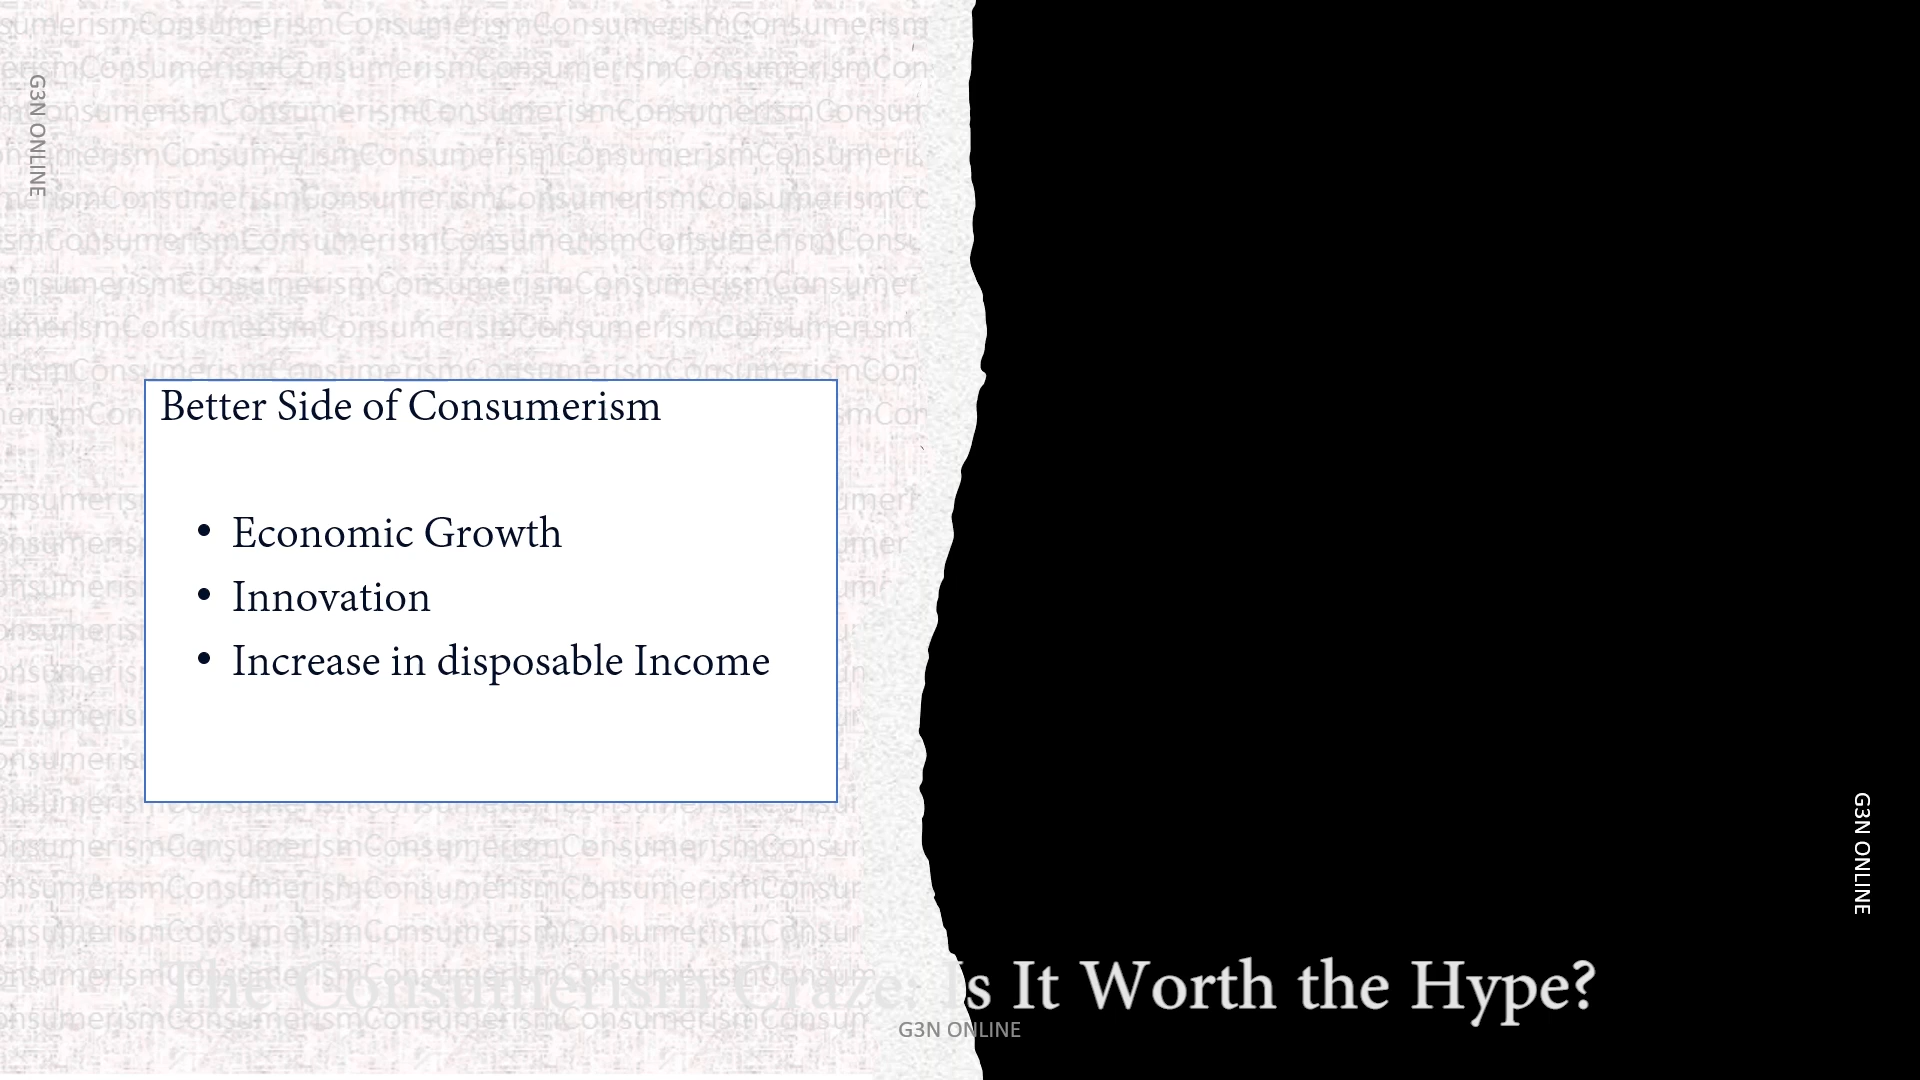 G3N ONLINE
Better Side of Consumerism
• Economic Growth
• Innovation
• Increase in disposable Income
G3N ONLINE
The Consumerism Craze: Is It Worth the Hype?
G3N ONLINE